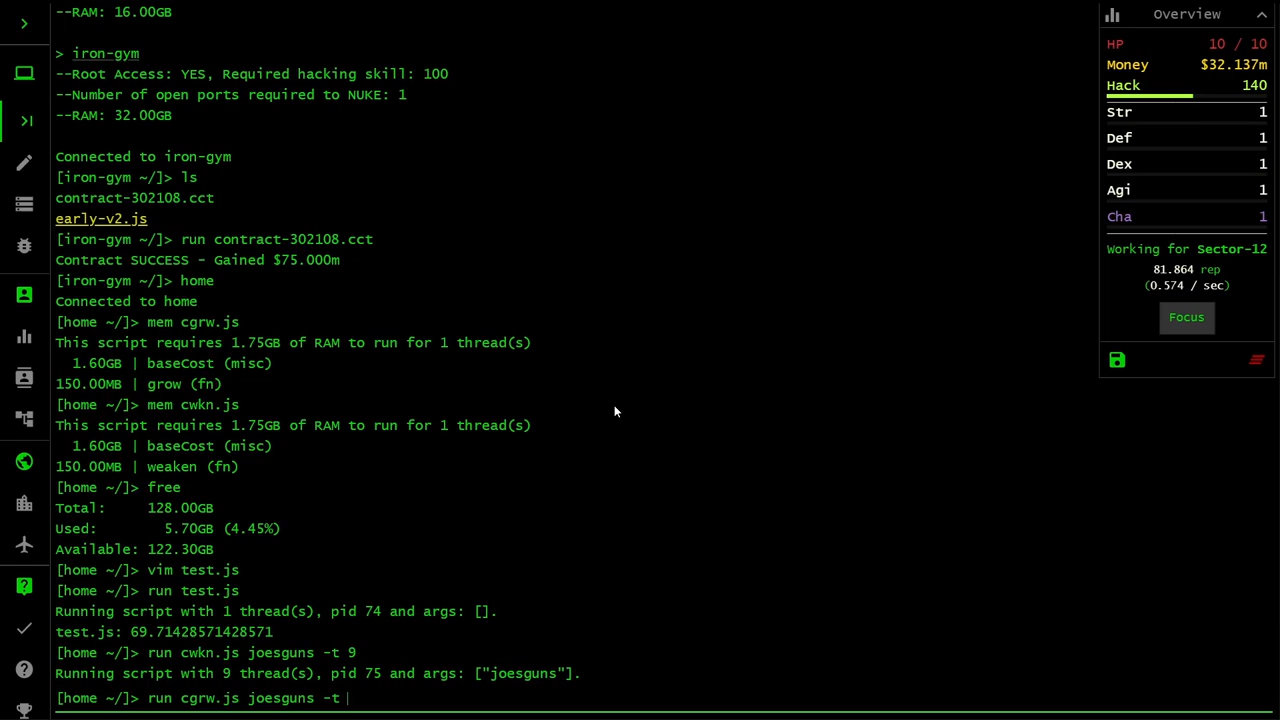 --RAM: 16.00GB
> iron-gym
--Root Access: YES, Required hacking skill: 100
--Number of open ports required to NUKE: 1
--RAM: 32.00GB
Connected to iron-gym
[iron-gym ~/]> ls
contract-302108.cct
early-v2.js
[iron-gym ~/]> run contract-302108.cct
Contract SUCCESS - Gained $75.000m
[iron-gym ~/]> home
Connected to home
[home ~/]> mem cgrw.js
This script requires 1.75GB of RAM to run for 1 thread(s)
1.60GB | baseCost (misc)
150.00MB | grow (fn)
[home ~/]> mem cwkn.js
This script requires 1.75GB of RAM to run for 1 thread(s)
1.60GB | baseCost (misc)
150.00MB | weaken (fn)
[home ~/]> free
Total: 128.00GB
Used: 5.70GB (4.45%)
Available: 122.30GB
[home ~/]> vim test.js
[home ~/]> run test.js
Running script with 1 thread(s), pid 74 and args: [].
test.js: 69.71428571428571
[home ~/]> run cwkn.js joesguns -t 9
Running script with 9 thread(s), pid 75 and args: ["joesguns"].
[home ~/]> run cgrw.js joesguns -t
Overview
HP 10 / 10
Money $32.137m
Hack 140
Str 1
Def 1
Dex 1
Agi 1
Cha 1
Working for Sector-12
81.864 rep
(0.574 / sec)
Focus